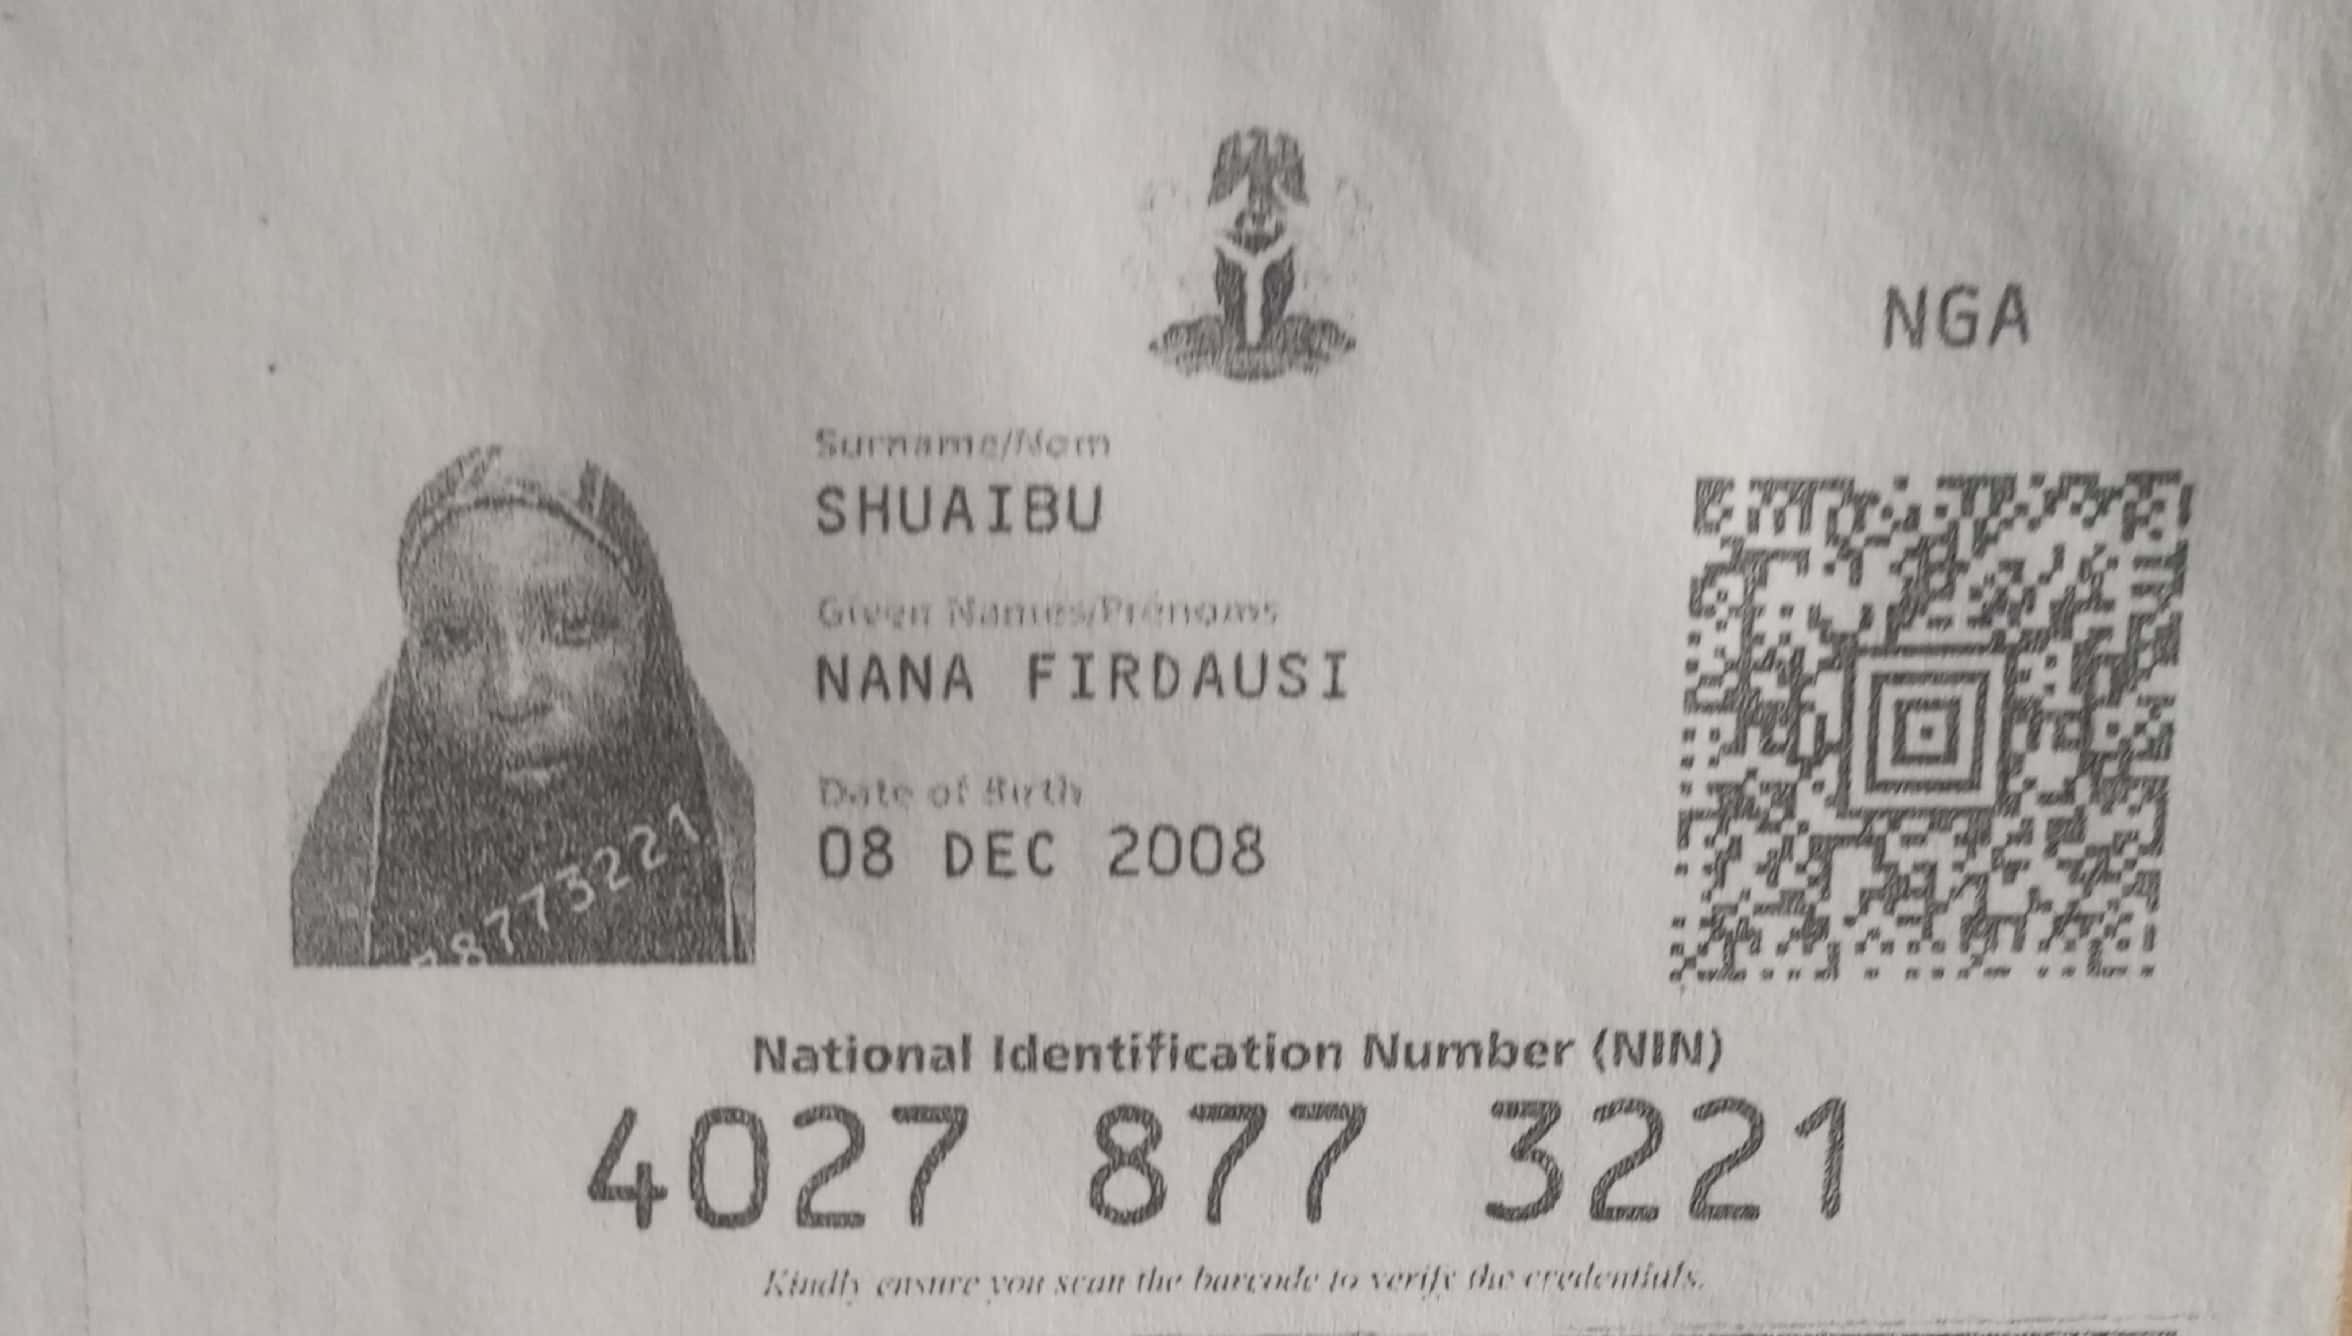 NGA
Surname/Nom
SHUAIBU
Given Names/Prénoms
NANA FIRDAUSI
Date of Birth
08 DEC 2008
8773221
National Identification Number (NIN)
4027 877 3221
Kindly ensure you scan the barcode to verify the credentials.